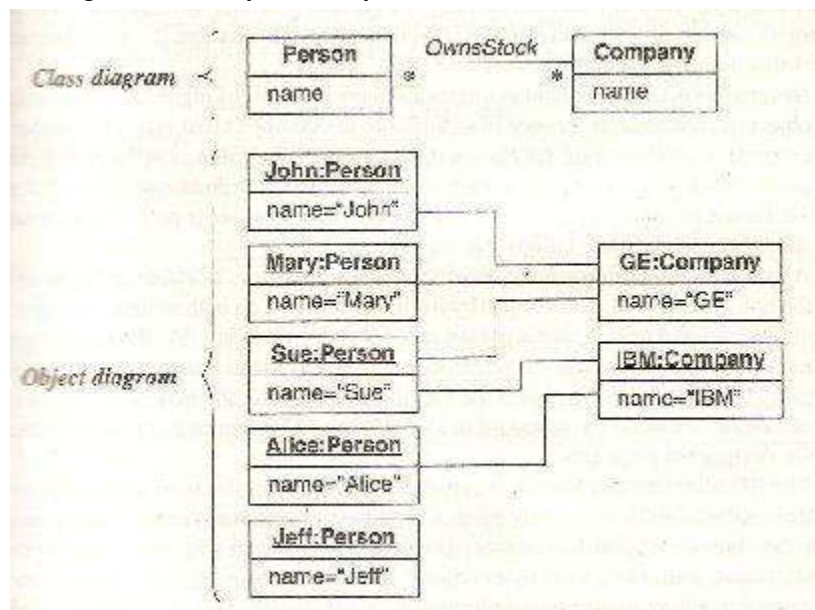 Person
OwnsStock
Company
Class diagram
*
*
name
name
John:Person
name="John"
Mary:Person
GE:Company
name="Mary"
name="GE"
Sue:Person
IBM:Company
Object diagram
name="Sue"
name="IBM"
Alice:Person
name="Alice"
Jeff:Person
name="Jeff"